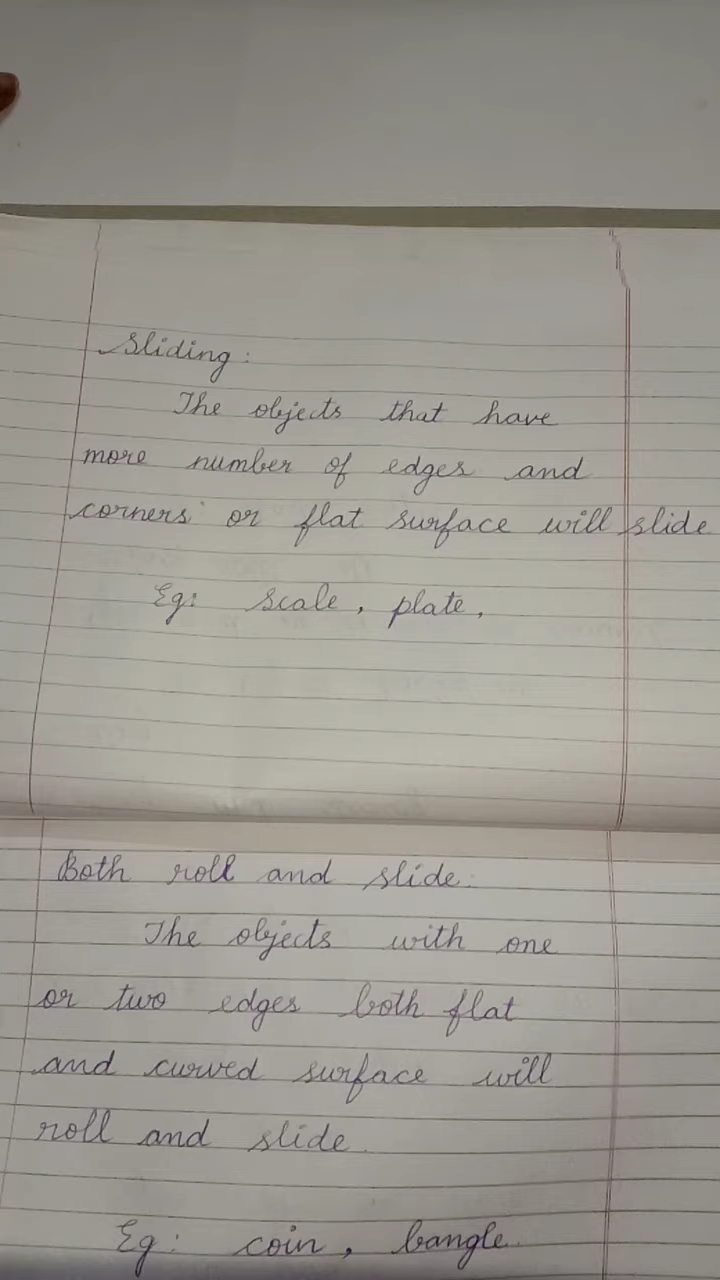 Sliding:
The objects that have
more number of edges and
corners or flat surface will slide
Eg: scale, plate,
Both roll and slide.
The objects with one
or two edges both flat
and curved surface will
roll and slide.
Eg: coin, bangle.